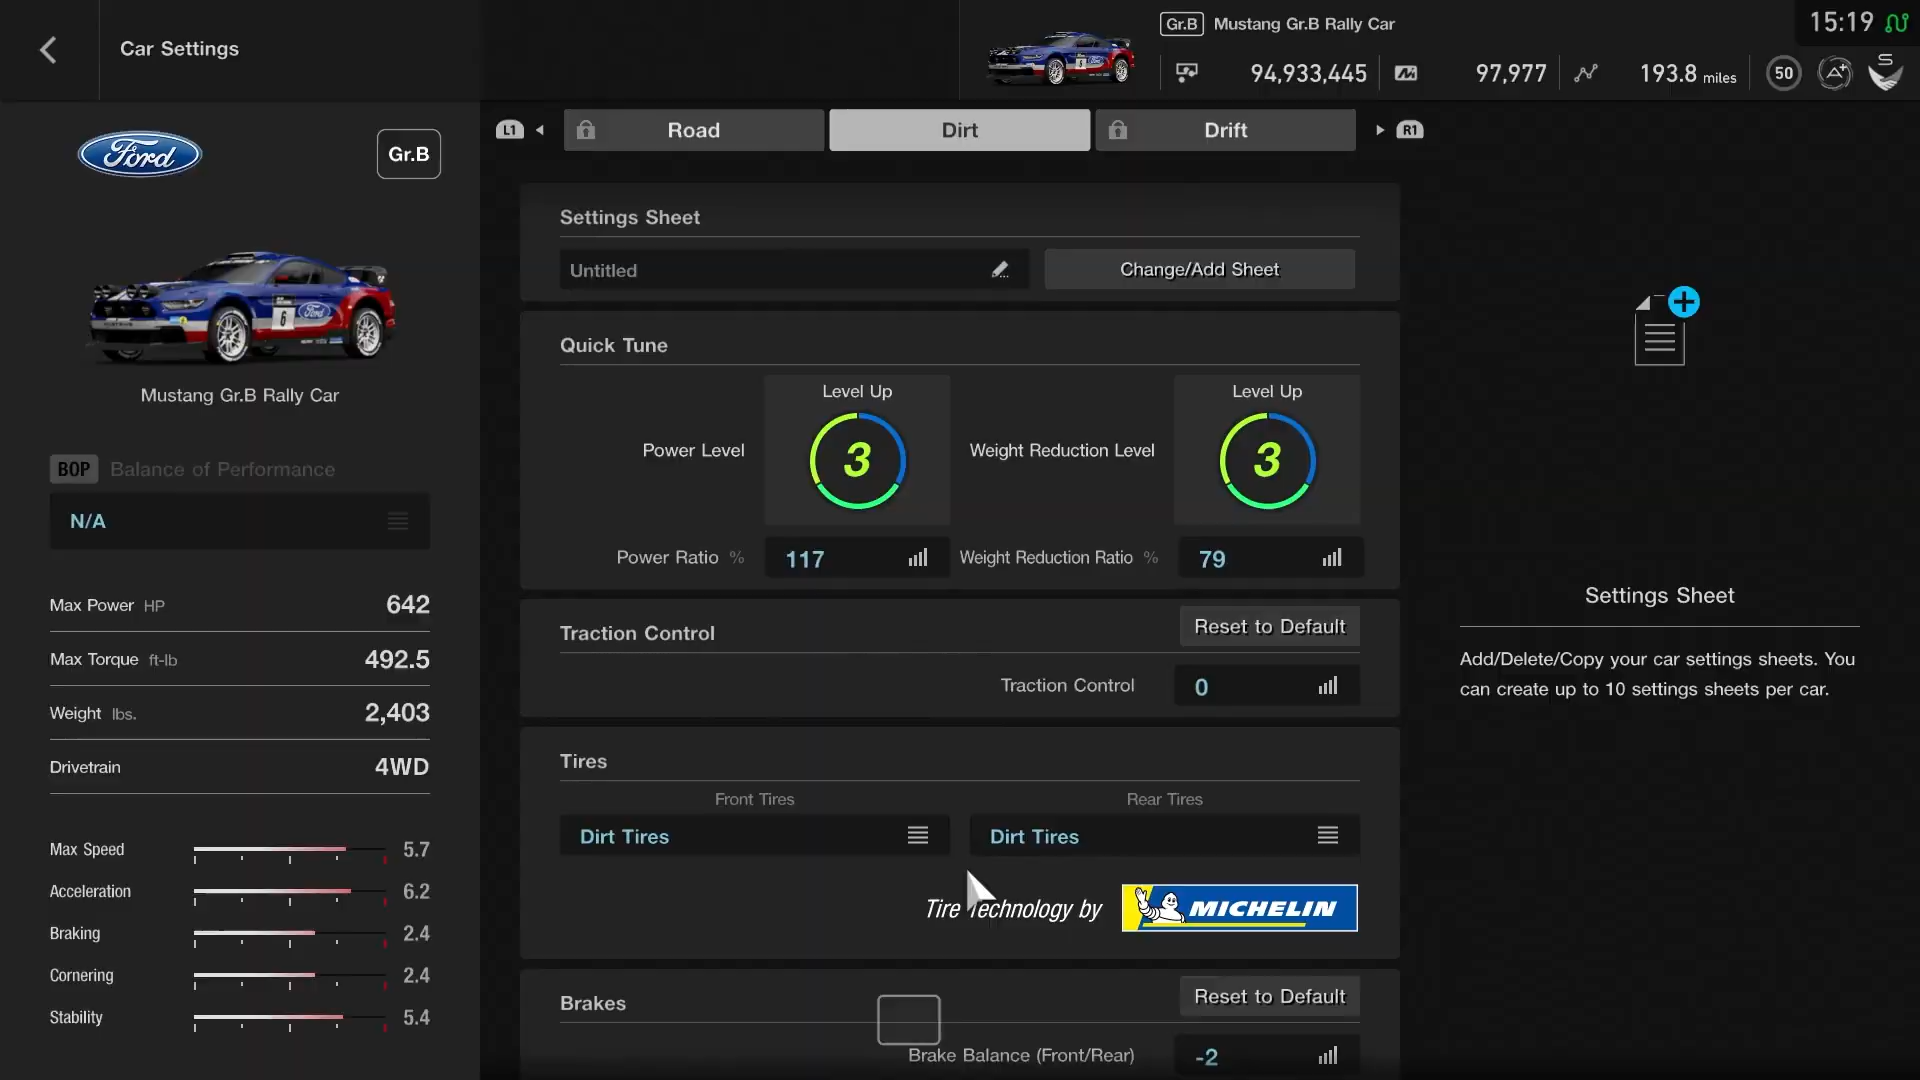 Car Settings
Gr.B Mustang Gr.B Rally Car
94,933,445
97,977
193.8 miles
50
A+
S
15:19
Ford
Gr.B
6
Ford
Mustang Gr.B Rally Car
BOP Balance of Performance
N/A
Max Power HP 642
Max Torque ft-lb 492.5
Weight lbs. 2,403
Drivetrain 4WD
Max Speed 5.7
Acceleration 6.2
Braking 2.4
Cornering 2.4
Stability 5.4
L1 Road Dirt Drift R1
Settings Sheet
Untitled
Change/Add Sheet
Quick Tune
Power Level
Level Up
3
Weight Reduction Level
Level Up
3
Power Ratio % 117
Weight Reduction Ratio % 79
Traction Control
Reset to Default
Traction Control 0
Tires
Front Tires
Rear Tires
Dirt Tires
Dirt Tires
Tire Technology by MICHELIN
Brakes
Reset to Default
Brake Balance (Front/Rear) -2
Settings Sheet
Add/Delete/Copy your car settings sheets. You
can create up to 10 settings sheets per car.